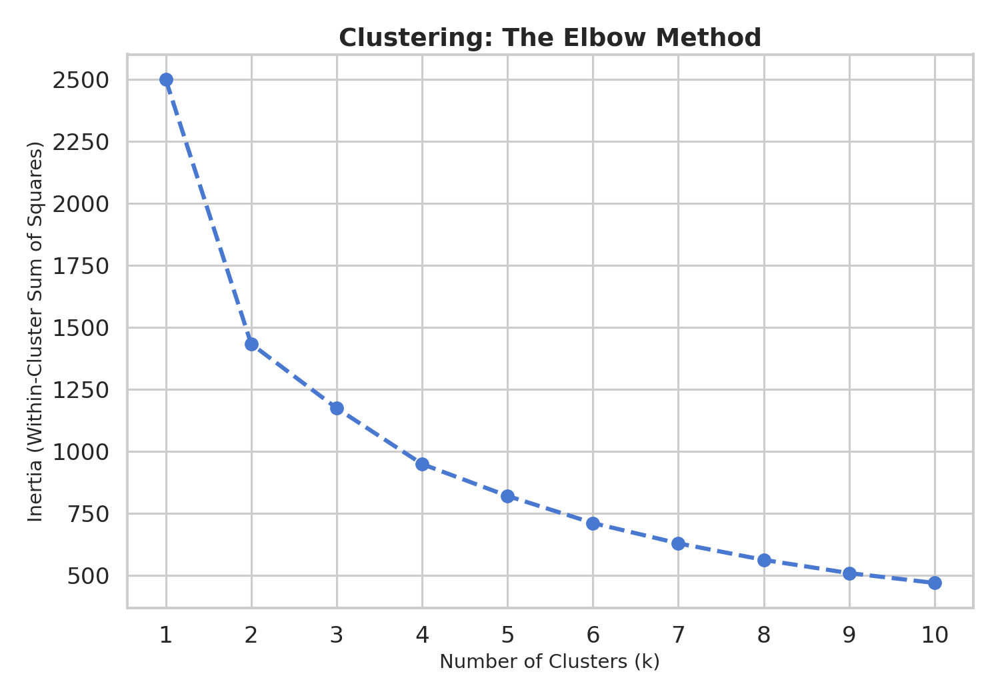 Clustering: The Elbow Method
Inertia (Within-Cluster Sum of Squares)
2500
2250
2000
1750
1500
1250
1000
750
500
1 2 3 4 5 6 7 8 9 10
Number of Clusters (k)